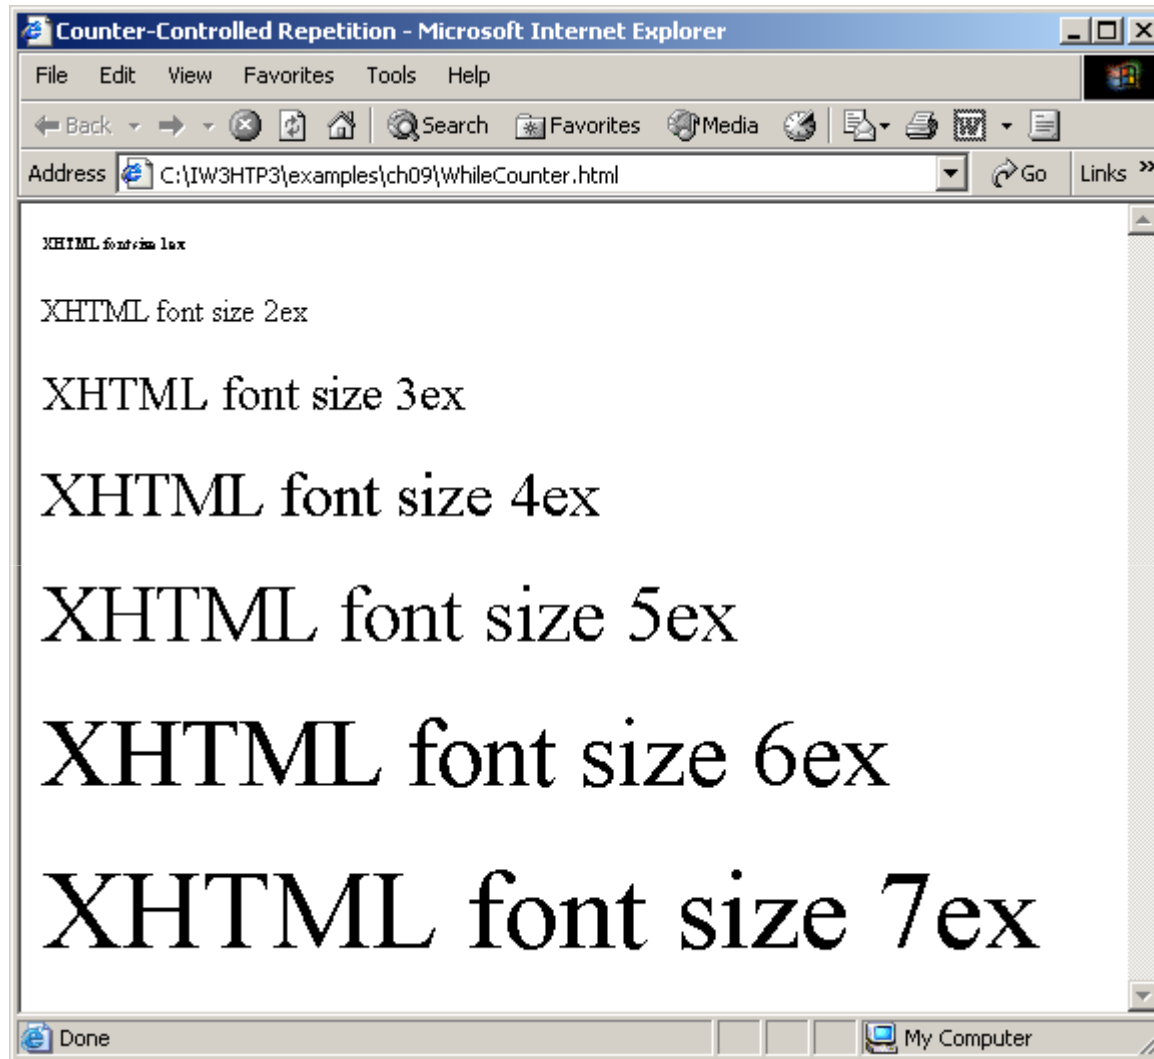 Counter-Controlled Repetition - Microsoft Internet Explorer
File Edit View Favorites Tools Help
Back Search Favorites Media
Address C:\IW3HTP3\examples\ch09\WhileCounter.html Go Links »
XHTML font size 1ex
XHTML font size 2ex
XHTML font size 3ex
XHTML font size 4ex
XHTML font size 5ex
XHTML font size 6ex
XHTML font size 7ex
Done My Computer